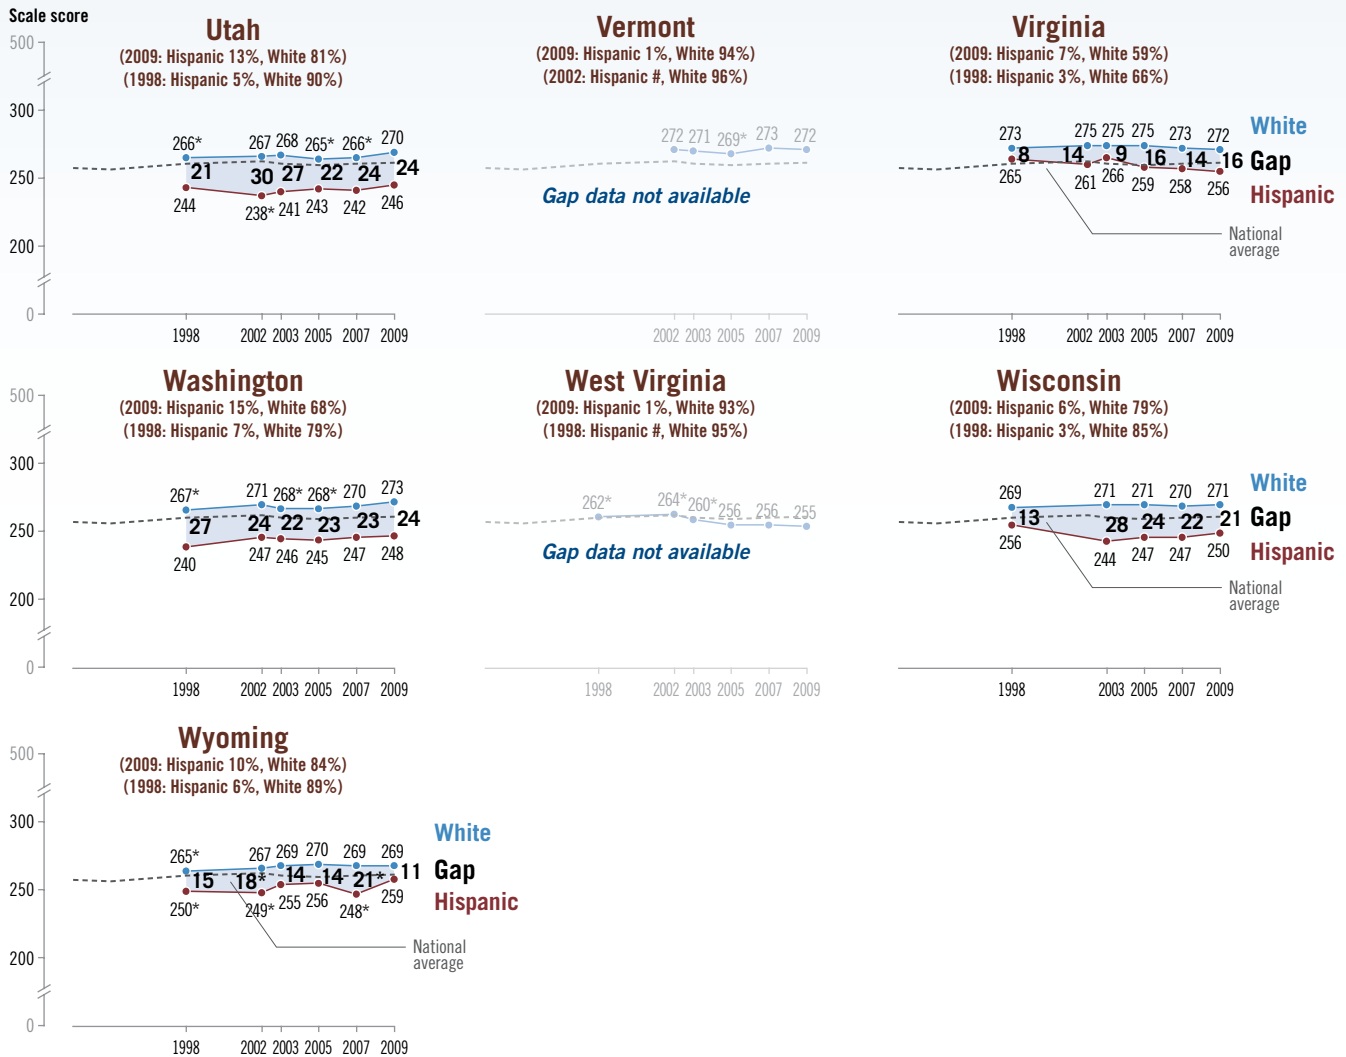 Scale score
Utah
(2009: Hispanic 13%, White 81%)
(1998: Hispanic 5%, White 90%)
500
300
250
200
0
266* 267 268 265* 266* 270
21 30 27 22 24 24
244 238* 241 243 242 246
1998 2002 2003 2005 2007 2009
Vermont
(2009: Hispanic 1%, White 94%)
(2002: Hispanic #, White 96%)
272 271 269* 273 272
Gap data not available
2002 2003 2005 2007 2009
Virginia
(2009: Hispanic 7%, White 59%)
(1998: Hispanic 3%, White 66%)
273 275 275 275 273 272
8 14 9 16 14 16
265 261 266 259 258 256
White
Gap
Hispanic
National
average
1998 2002 2003 2005 2007 2009
Washington
(2009: Hispanic 15%, White 68%)
(1998: Hispanic 7%, White 79%)
500
300
250
200
0
267* 271 268* 268* 270 273
27 24 22 23 23 24
240 247 246 245 247 248
1998 2002 2003 2005 2007 2009
West Virginia
(2009: Hispanic 1%, White 93%)
(1998: Hispanic #, White 95%)
262* 264* 260* 256 256 255
Gap data not available
1998 2002 2003 2005 2007 2009
Wisconsin
(2009: Hispanic 6%, White 79%)
(1998: Hispanic 3%, White 85%)
269 271 271 270 271
13 28 24 22 21
256 244 247 247 250
White
Gap
Hispanic
National
average
1998 2003 2005 2007 2009
Wyoming
(2009: Hispanic 10%, White 84%)
(1998: Hispanic 6%, White 89%)
500
300
250
200
0
265* 267 269 270 269 269
15 18* 14 14 21* 11
250* 249* 255 256 248* 259
White
Gap
Hispanic
National
average
1998 2002 2003 2005 2007 2009